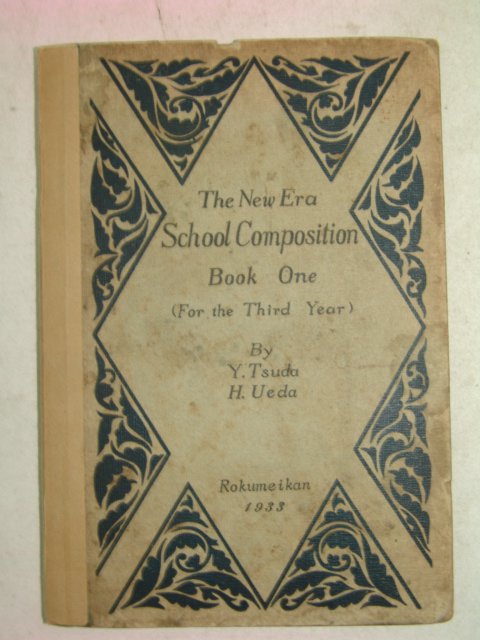 The New Era
School Composition
Book One
(For the Third Year)
By
Y. Tsuda
H. Ueda
Rokumeikan
1933